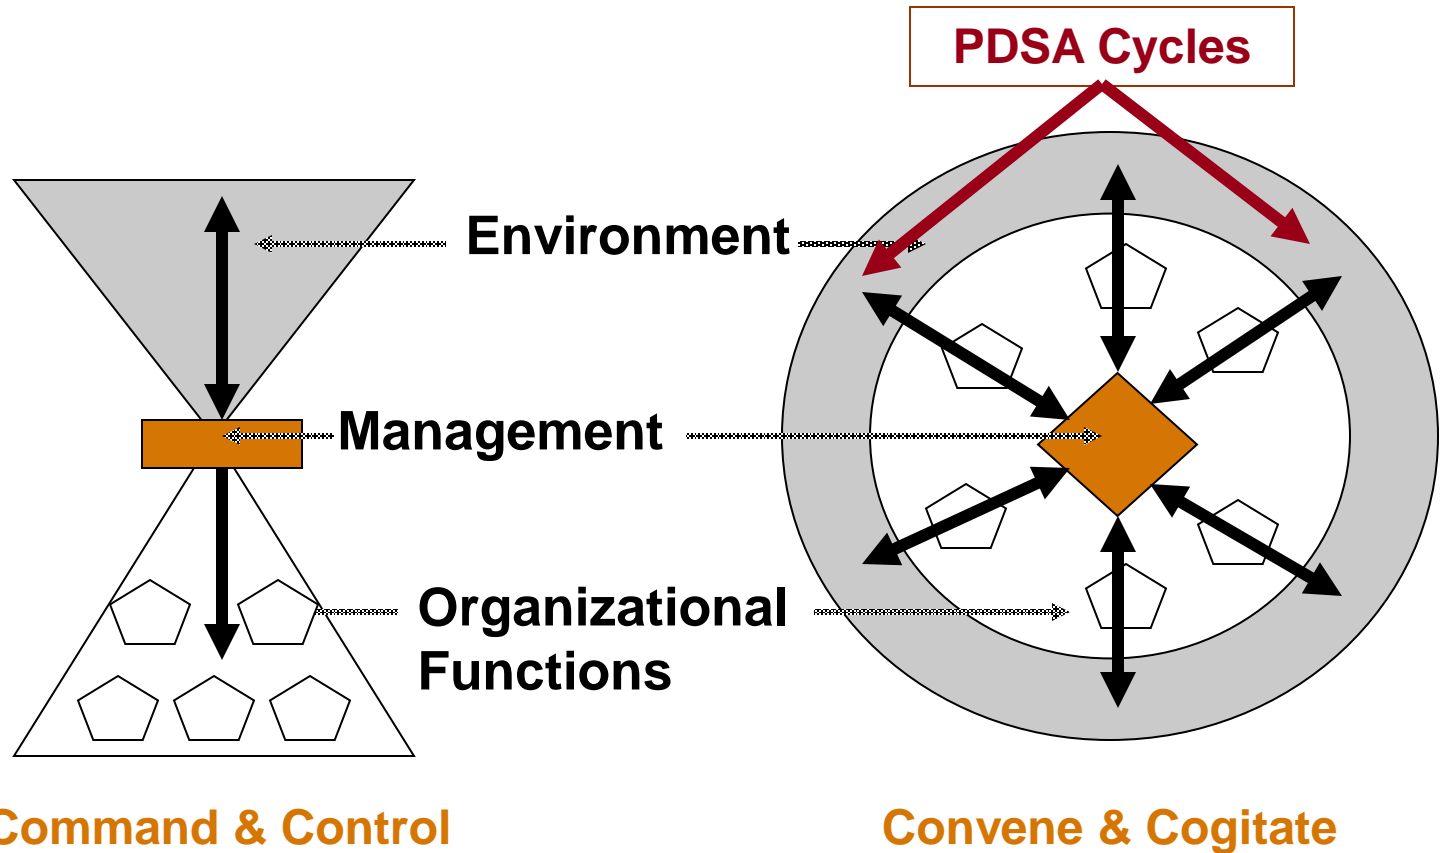 PDSA Cycles
Environment
Management
Organizational
Functions
Command & Control
Convene & Cogitate